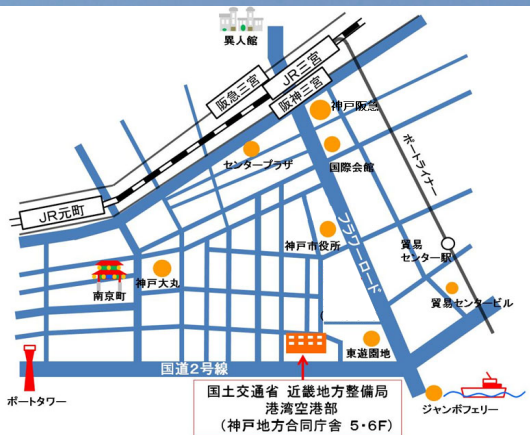 異人館
阪急三宮
JR三宮
阪神三宮
神戸阪急
センタープラザ
国際会館
ポートライナー
JR元町
神戸市役所
フラワーロード
貿易
センター駅
南京町
神戸大丸
貿易センタービル
東遊園地
国道2号線
ポートタワー
国土交通省 近畿地方整備局
港湾空港部
（神戸地方合同庁舎 5・6F）
ジャンボフェリー